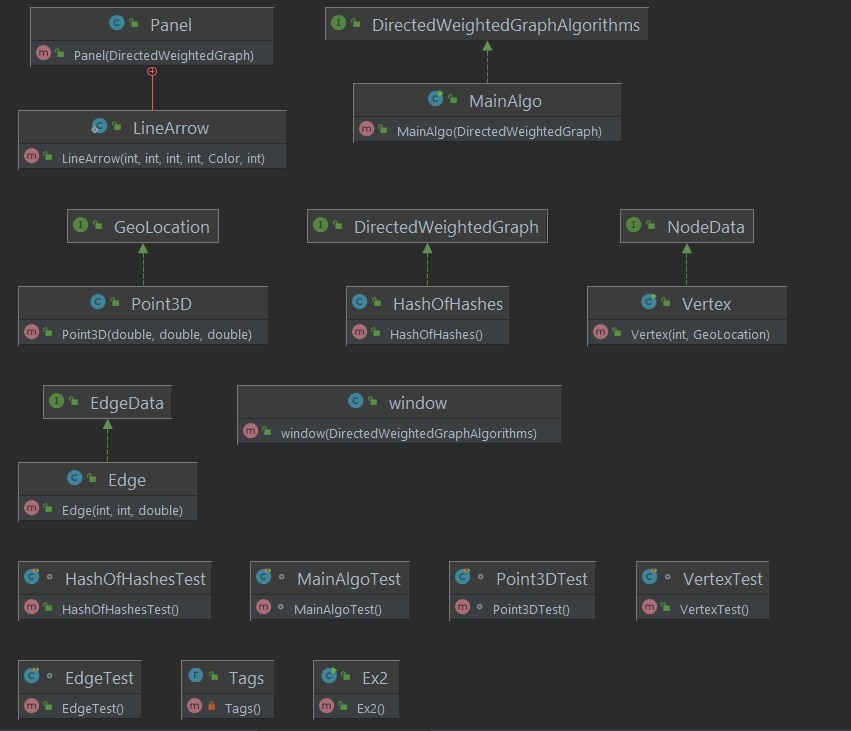 Panel
Panel(DirectedWeightedGraph)
DirectedWeightedGraphAlgorithms
MainAlgo
MainAlgo(DirectedWeightedGraph)
LineArrow
LineArrow(int, int, int, int, Color, int)
GeoLocation
DirectedWeightedGraph
NodeData
Point3D
Point3D(double, double, double)
HashOfHashes
HashOfHashes()
Vertex
Vertex(int, GeoLocation)
EdgeData
window
window(DirectedWeightedGraphAlgorithms)
Edge
Edge(int, int, double)
HashOfHashesTest
HashOfHashesTest()
MainAlgoTest
MainAlgoTest()
Point3DTest
Point3DTest()
VertexTest
VertexTest()
EdgeTest
EdgeTest()
Tags
Tags()
Ex2
Ex2()